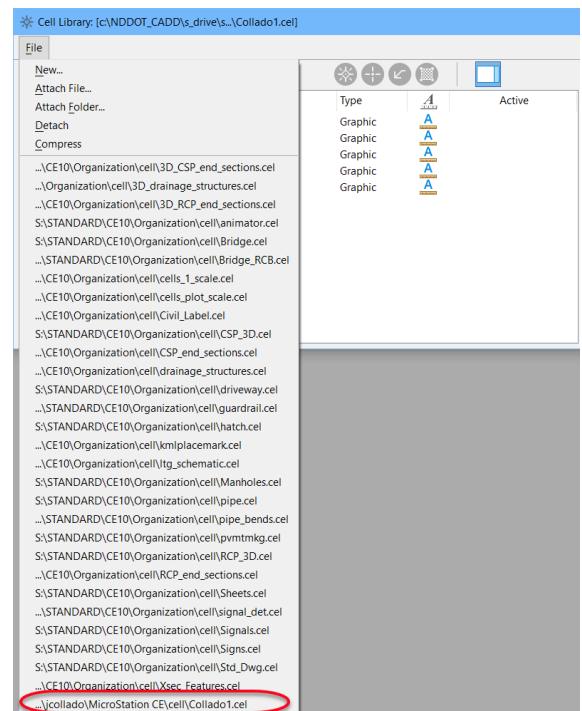 Cell Library: [c:\NDDOT_CADD\s_drive\s...\Collado1.cel]
File
New...
Attach File...
Attach Folder...
Detach
Compress
Type A Active
Graphic A
Graphic A
Graphic A
Graphic A
Graphic A
...\CE10\Organization\cell\3D_CSP_end_sections.cel
...\Organization\cell\3D_drainage_structures.cel
...\CE10\Organization\cell\3D_RCP_end_sections.cel
S:\STANDARD\CE10\Organization\cell\animator.cel
S:\STANDARD\CE10\Organization\cell\Bridge.cel
...\STANDARD\CE10\Organization\cell\Bridge_RCB.cel
...\CE10\Organization\cell\cells_1_scale.cel
...\CE10\Organization\cell\cells_plot_scale.cel
...\CE10\Organization\cell\Civil_Label.cel
S:\STANDARD\CE10\Organization\cell\CSP_3D.cel
...\CE10\Organization\cell\CSP_end_sections.cel
...\CE10\Organization\cell\drainage_structures.cel
S:\STANDARD\CE10\Organization\cell\driveway.cel
...\STANDARD\CE10\Organization\cell\guardrail.cel
S:\STANDARD\CE10\Organization\cell\hatch.cel
...\CE10\Organization\cell\kmlplacemark.cel
...\CE10\Organization\cell\ltg_schematic.cel
S:\STANDARD\CE10\Organization\cell\Manholes.cel
S:\STANDARD\CE10\Organization\cell\pipe.cel
...\STANDARD\CE10\Organization\cell\pipe_bends.cel
S:\STANDARD\CE10\Organization\cell\pvmtmkg.cel
S:\STANDARD\CE10\Organization\cell\RCP_3D.cel
...\CE10\Organization\cell\RCP_end_sections.cel
S:\STANDARD\CE10\Organization\cell\Sheets.cel
...\STANDARD\CE10\Organization\cell\signal_det.cel
S:\STANDARD\CE10\Organization\cell\Signals.cel
S:\STANDARD\CE10\Organization\cell\Signs.cel
S:\STANDARD\CE10\Organization\cell\Std_Dwg.cel
...\CE10\Organization\cell\Xsec_Features.cel
...\jcollado\MicroStation CE\cell\Collado1.cel